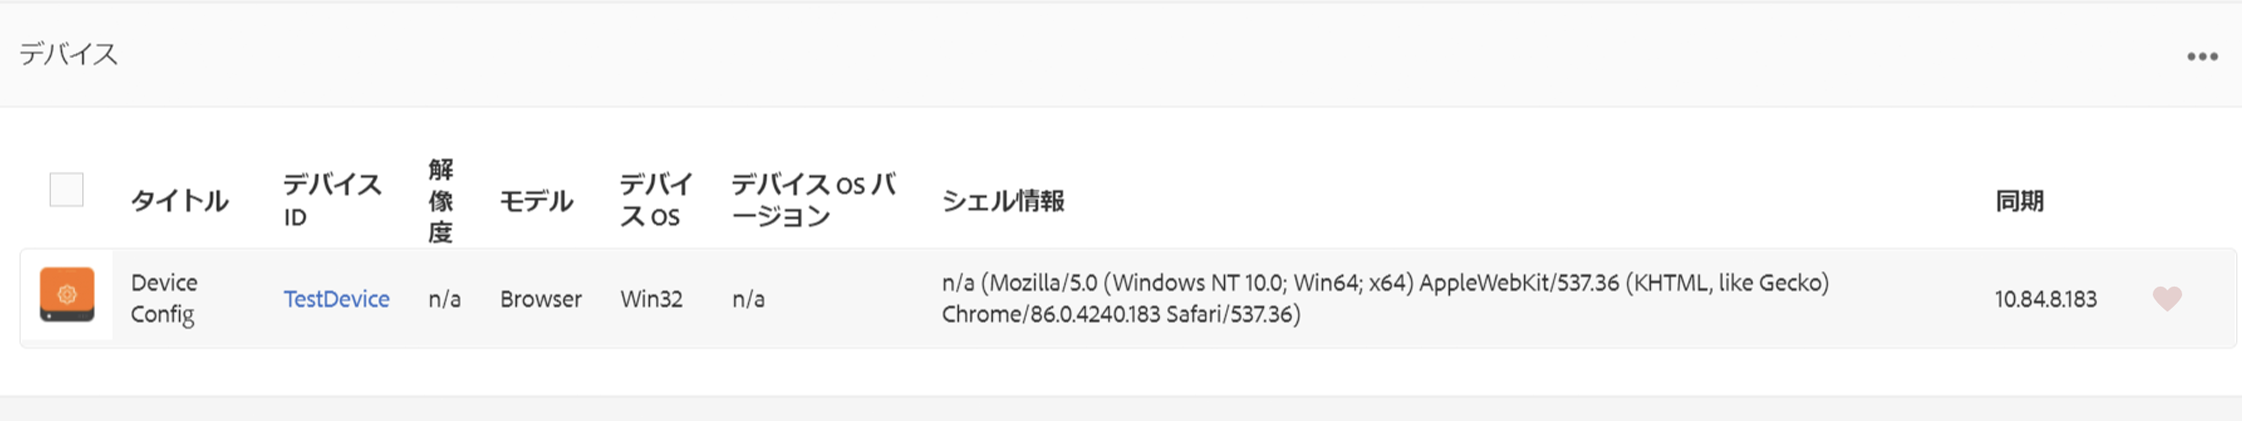 デバイス
タイトル
デバイス
ID
解
像
度
モデル
デバイ
ス OS
デバイス OS バ
ージョン
シェル情報
同期
Device
Config
TestDevice
n/a
Browser
Win32
n/a
n/a (Mozilla/5.0 (Windows NT 10.0; Win64; x64) AppleWebKit/537.36 (KHTML, like Gecko)
Chrome/86.0.4240.183 Safari/537.36)
10.84.8.183